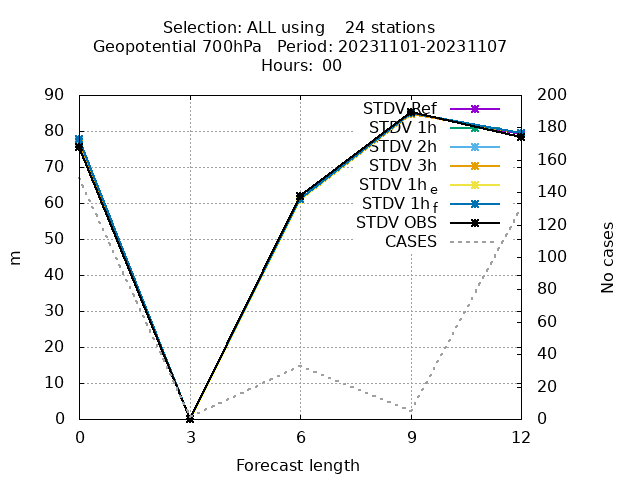 Selection: ALL using 24 stations
Geopotential 700hPa Period: 20231101-20231107
Hours: 00
90
80
70
60
50
40
30
20
10
0
m
200
180
160
140
120
100
80
60
40
20
0
No cases
STDV Ref
STDV 1h
STDV 2h
STDV 3h
STDV 1h e
STDV 1h f
STDV OBS
CASES
0 3 6 9 12
Forecast length